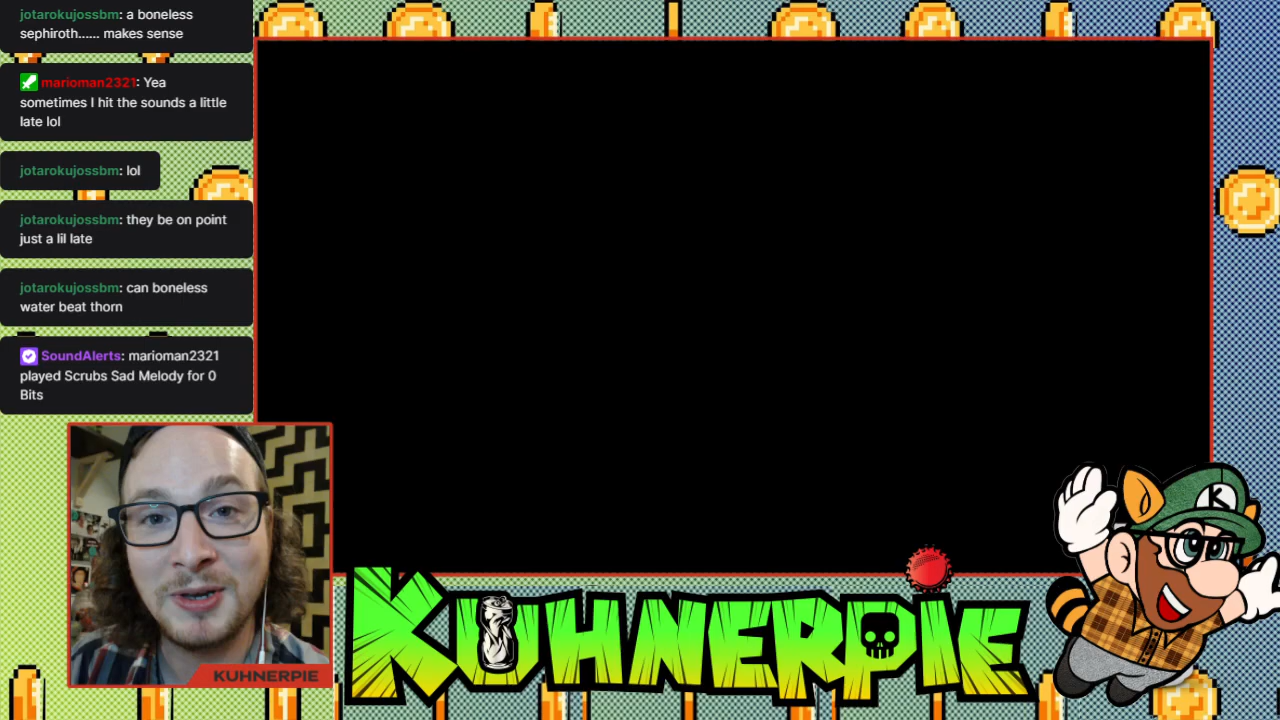 jotarokujossbm: a boneless
sephiroth...... makes sense
marioman2321: Yea
sometimes I hit the sounds a little
late lol
jotarokujossbm: lol
jotarokujossbm: they be on point
just a lil late
jotarokujossbm: can boneless
water beat thorn
SoundAlerts: marioman2321
played Scrubs Sad Melody for 0
Bits
KUHNERPIE
KUHNERPIE
K